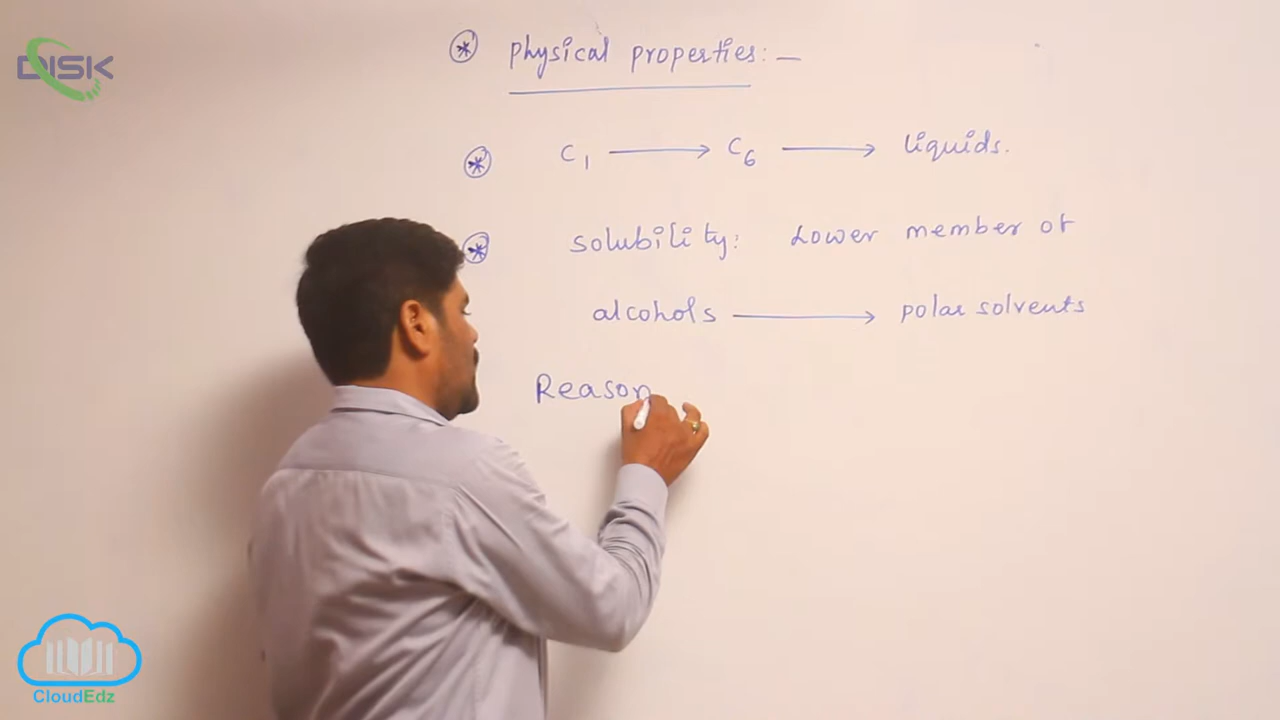 DISK
* Physical properties: —
* C1 → C6 → liquids.
* solubility: Lower member of
alcohols → polar solvents
Reason
CloudEdz